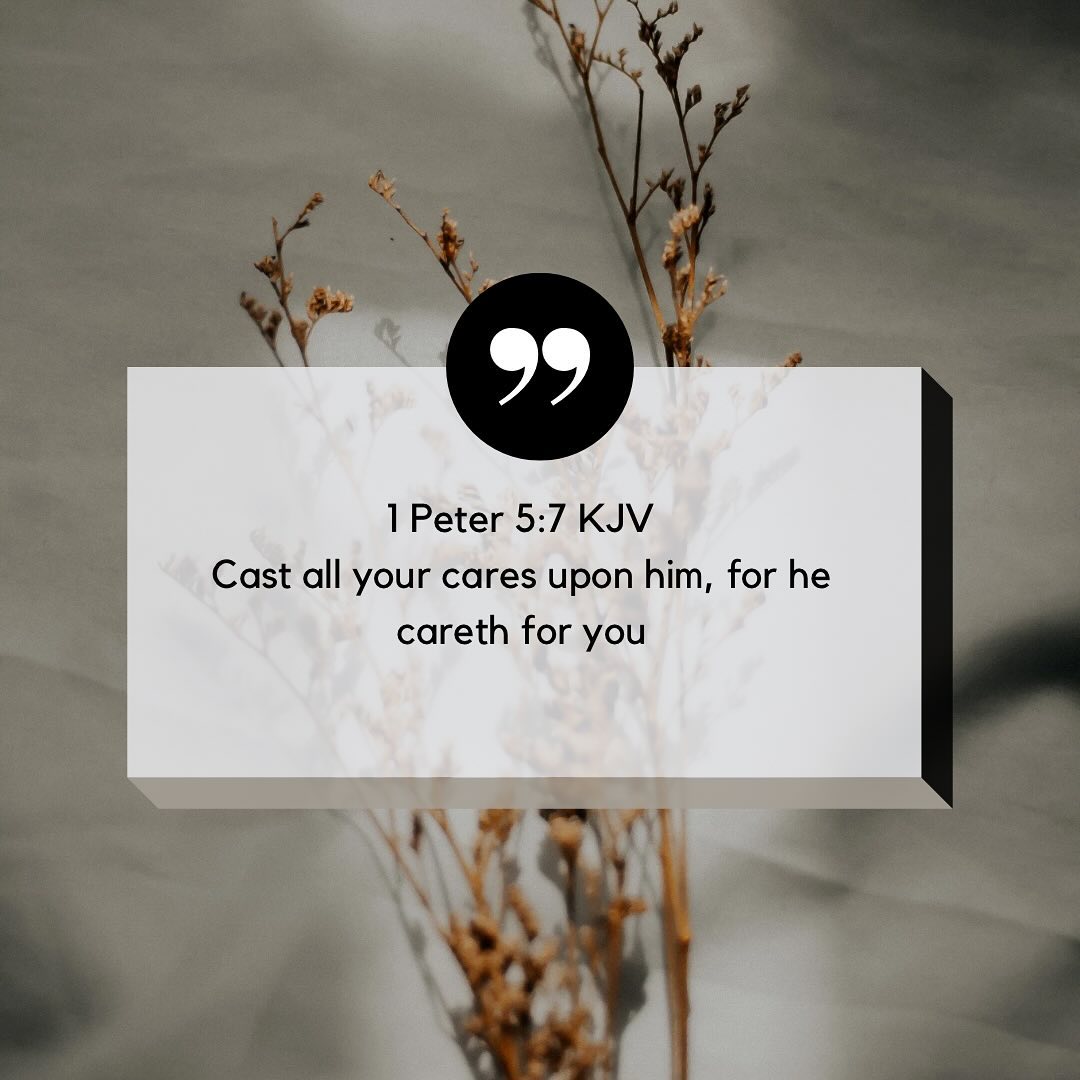 ”
1 Peter 5:7 KJV
Cast all your cares upon him, for he
careth for you